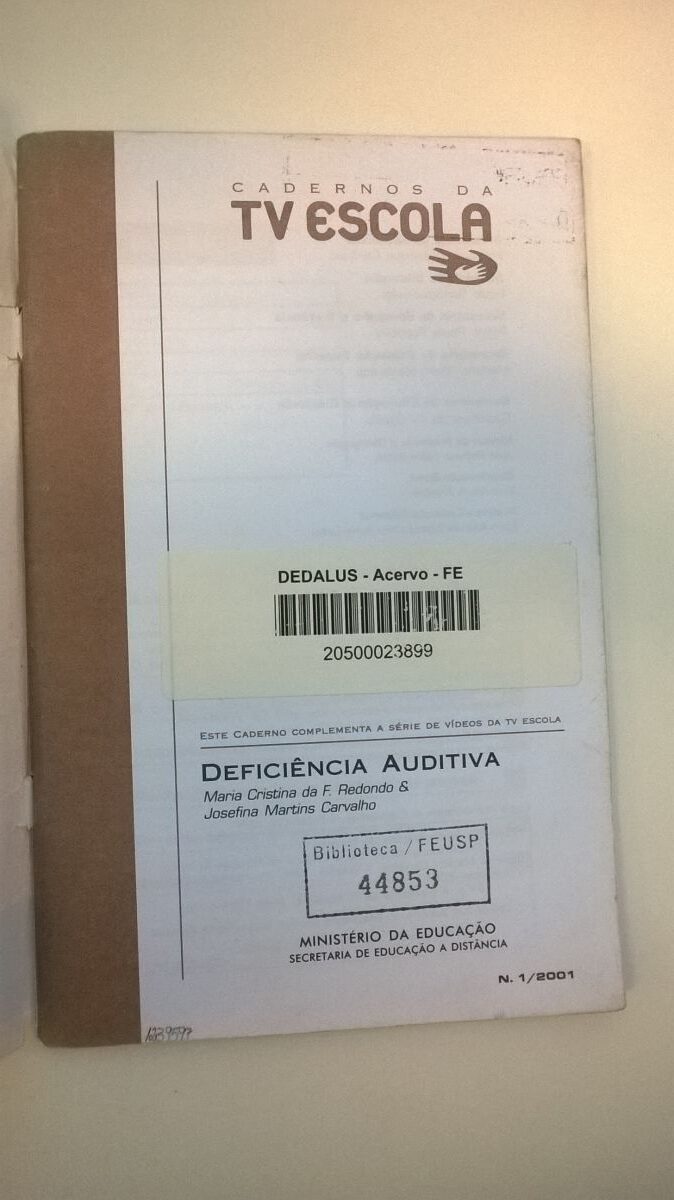 CADERNOS DA
TV ESCOLA
DEDALUS - Acervo - FE
20500023899
ESTE CADERNO COMPLEMENTA A SÉRIE DE VÍDEOS DA TV ESCOLA
DEFICIÊNCIA AUDITIVA
Maria Cristina da F. Redondo &
Josefina Martins Carvalho
Biblioteca / FEUSP
44853
MINISTÉRIO DA EDUCAÇÃO
SECRETARIA DE EDUCAÇÃO A DISTÂNCIA
N. 1/2001